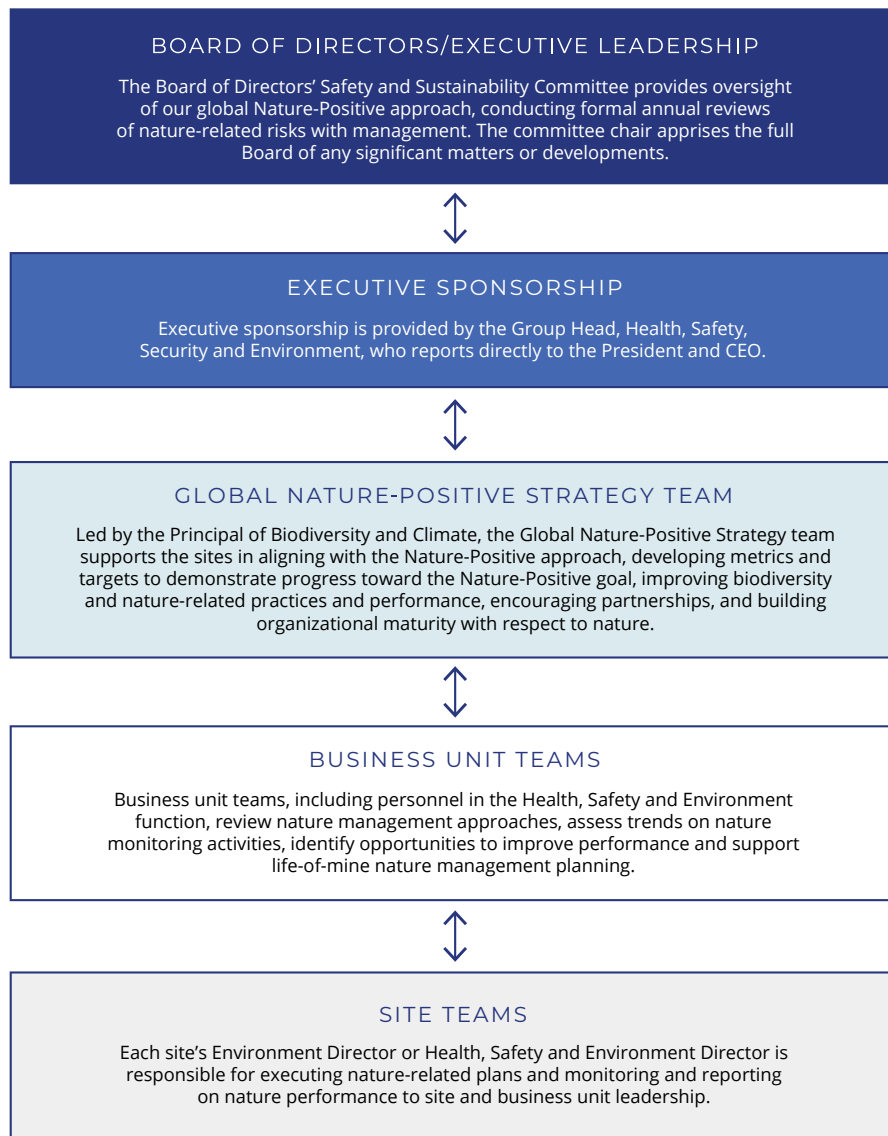 BOARD OF DIRECTORS/EXECUTIVE LEADERSHIP
The Board of Directors’ Safety and Sustainability Committee provides oversight
of our global Nature-Positive approach, conducting formal annual reviews
of nature-related risks with management. The committee chair apprises the full
Board of any significant matters or developments.
EXECUTIVE SPONSORSHIP
Executive sponsorship is provided by the Group Head, Health, Safety,
Security and Environment, who reports directly to the President and CEO.
GLOBAL NATURE-POSITIVE STRATEGY TEAM
Led by the Principal of Biodiversity and Climate, the Global Nature-Positive Strategy team
supports the sites in aligning with the Nature-Positive approach, developing metrics and
targets to demonstrate progress toward the Nature-Positive goal, improving biodiversity
and nature-related practices and performance, encouraging partnerships, and building
organizational maturity with respect to nature.
BUSINESS UNIT TEAMS
Business unit teams, including personnel in the Health, Safety and Environment
function, review nature management approaches, assess trends on nature
monitoring activities, identify opportunities to improve performance and support
life-of-mine nature management planning.
SITE TEAMS
Each site’s Environment Director or Health, Safety and Environment Director is
responsible for executing nature-related plans and monitoring and reporting
on nature performance to site and business unit leadership.